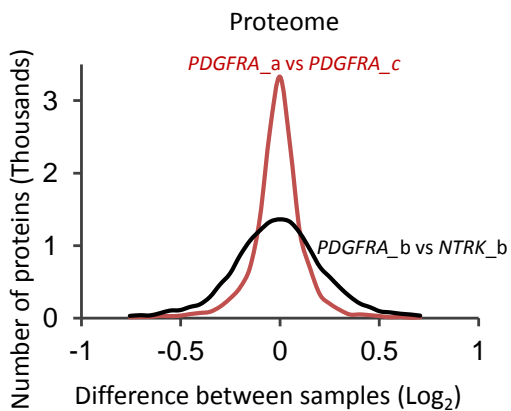 Proteome
PDGFRA_a vs PDGFRA_c
Number of proteins (Thousands)
3
2
1
0
PDGFRA_b vs NTRK_b
-1
-0.5
0
0.5
1
Difference between samples (Log2)